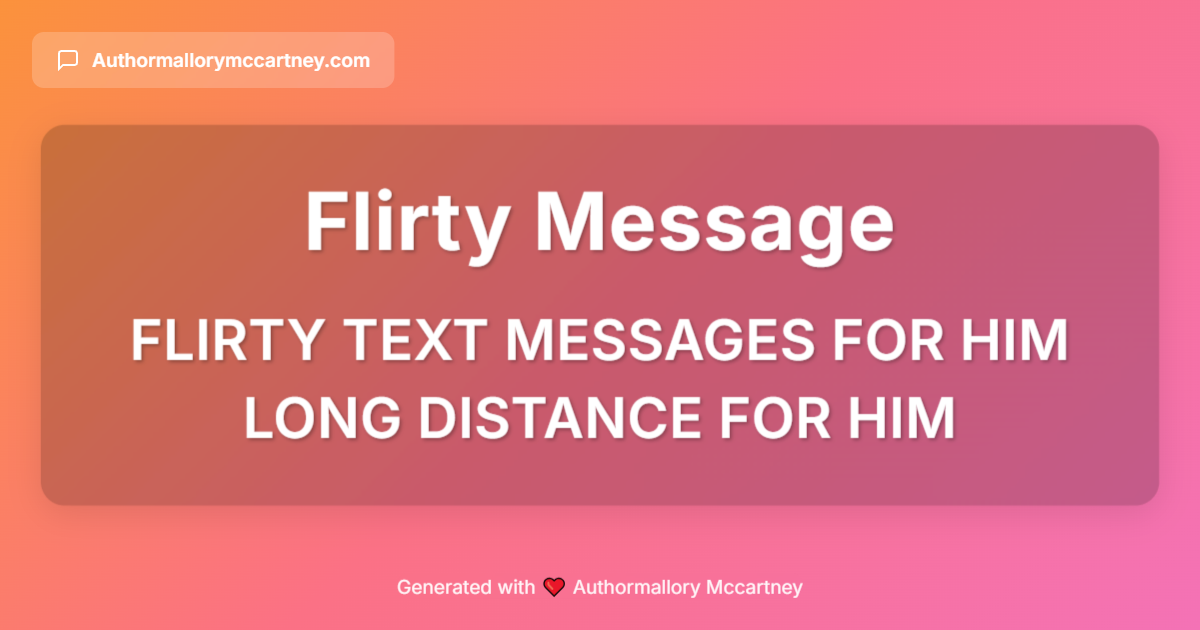 Authormallorymccartney.com
Flirty Message
FLIRTY TEXT MESSAGES FOR HIM
LONG DISTANCE FOR HIM
Generated with ❤️ Authormallory Mccartney